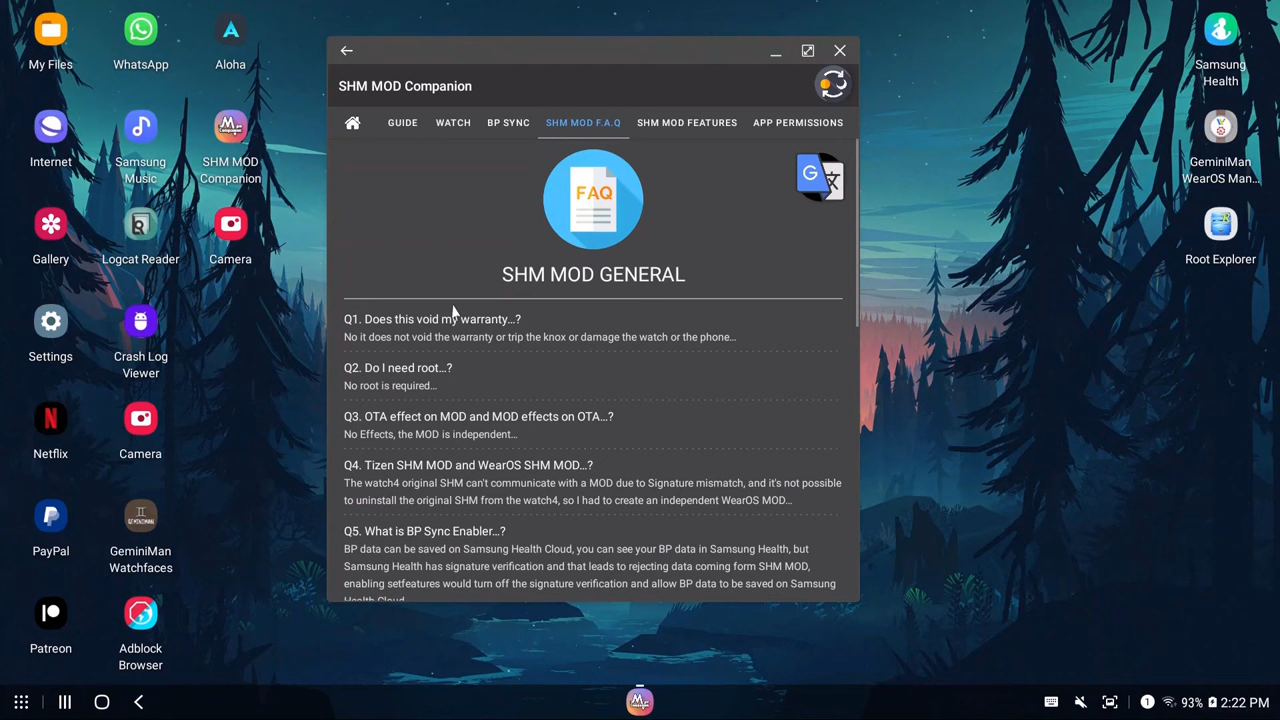 My Files
WhatsApp
Aloha
Internet
Samsung
Music
SHM MOD
Companion
Gallery
Logcat Reader
Camera
Settings
Crash Log
Viewer
Netflix
Camera
PayPal
GEMINIMAN
GeminiMan
Watchfaces
Patreon
Adblock
Browser
SHM MOD Companion
GUIDE
WATCH
BP SYNC
SHM MOD F.A.Q
SHM MOD FEATURES
APP PERMISSIONS
FAQ
G
SHM MOD GENERAL
Q1. Does this void my warranty...?
No it does not void the warranty or trip the knox or damage the watch or the phone...
Q2. Do I need root...?
No root is required...
Q3. OTA effect on MOD and MOD effects on OTA...?
No Effects, the MOD is independent...
Q4. Tizen SHM MOD and WearOS SHM MOD...?
The watch4 original SHM can't communicate with a MOD due to Signature mismatch, and it's not possible
to uninstall the original SHM from the watch4, so I had to create an independent WearOS MOD...
Q5. What is BP Sync Enabler...?
BP data can be saved on Samsung Health Cloud, you can see your BP data in Samsung Health, but
Samsung Health has signature verification and that leads to rejecting data coming form SHM MOD,
enabling setfeatures would turn off the signature verification and allow BP data to be saved on Samsung
Health Cloud
Samsung
Health
GeminiMan
WearOS Man...
Root Explorer
1
93%
2:22 PM